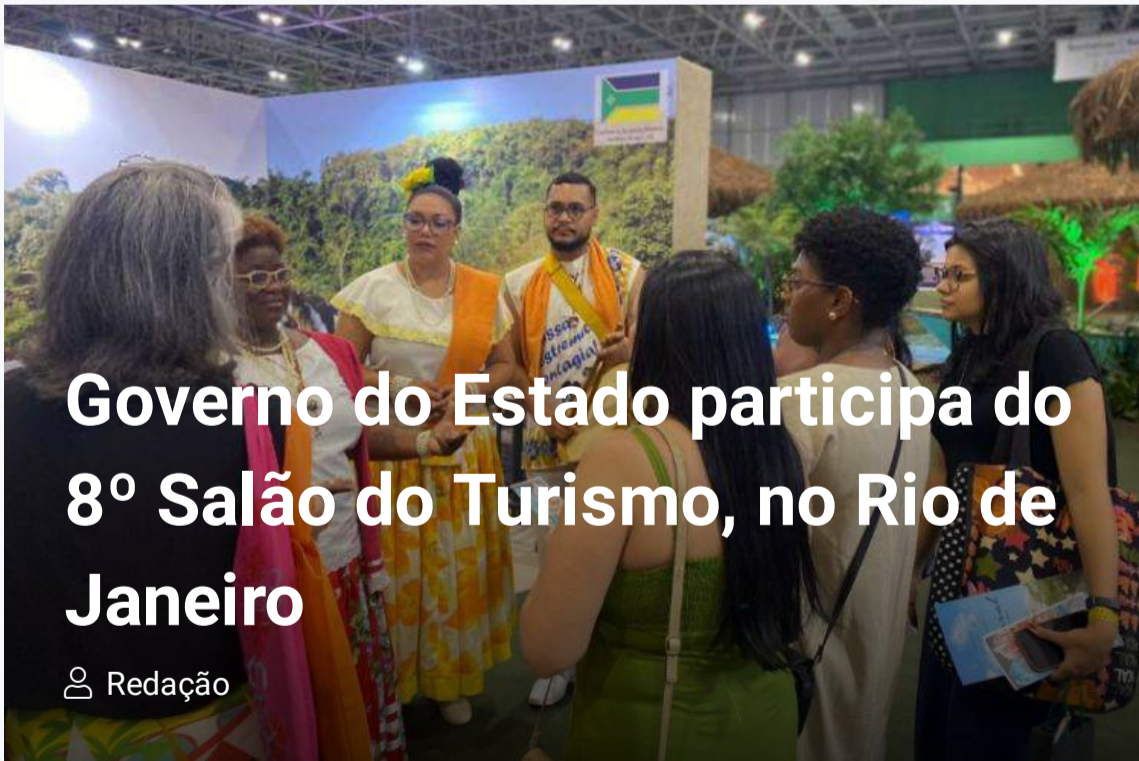 Governo do Estado participa do
8º Salão do Turismo, no Rio de
Janeiro
Redação